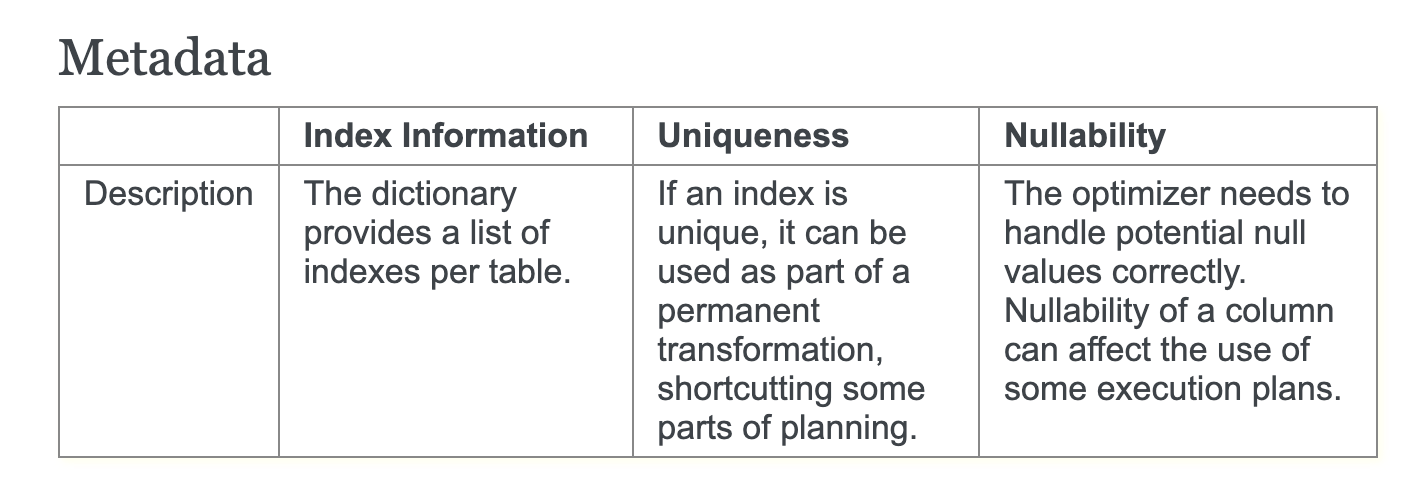 Metadata
Index Information
Uniqueness
Nullability
Description
The dictionary
provides a list of
indexes per table.
If an index is
unique, it can be
used as part of a
permanent
transformation,
shortcutting some
parts of planning.
The optimizer needs to
handle potential null
values correctly.
Nullability of a column
can affect the use of
some execution plans.